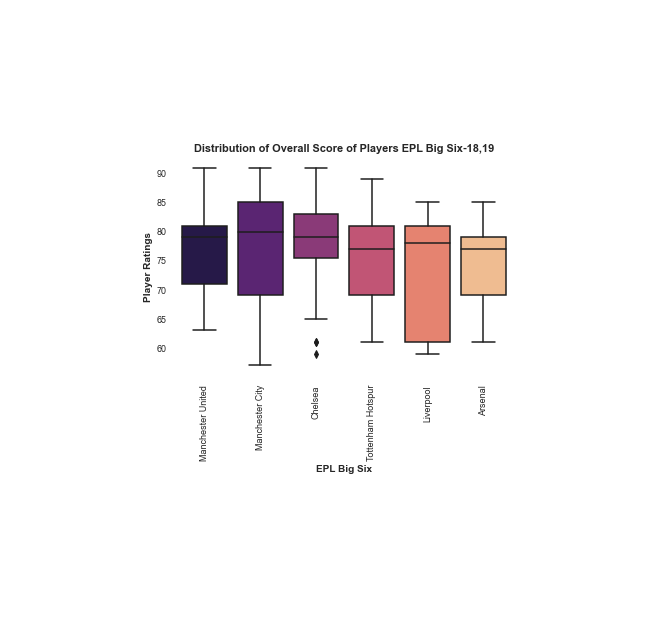 Distribution of Overall Score of Players EPL Big Six-18,19
Player Ratings
90
85
80
75
70
65
60
Manchester United
Manchester City
Chelsea
Tottenham Hotspur
Liverpool
Arsenal
EPL Big Six